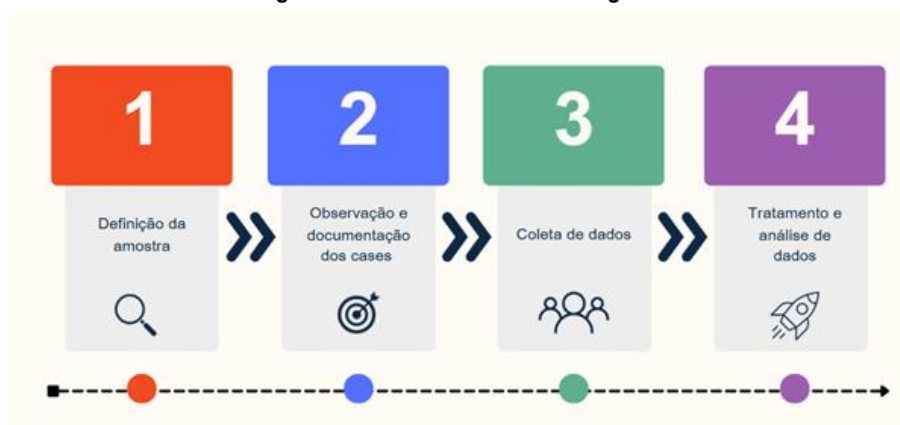 1
2
3
4
Definição da
amostra
Observação e
documentação
dos cases
Coleta de dados
Tratamento e
análise de
dados